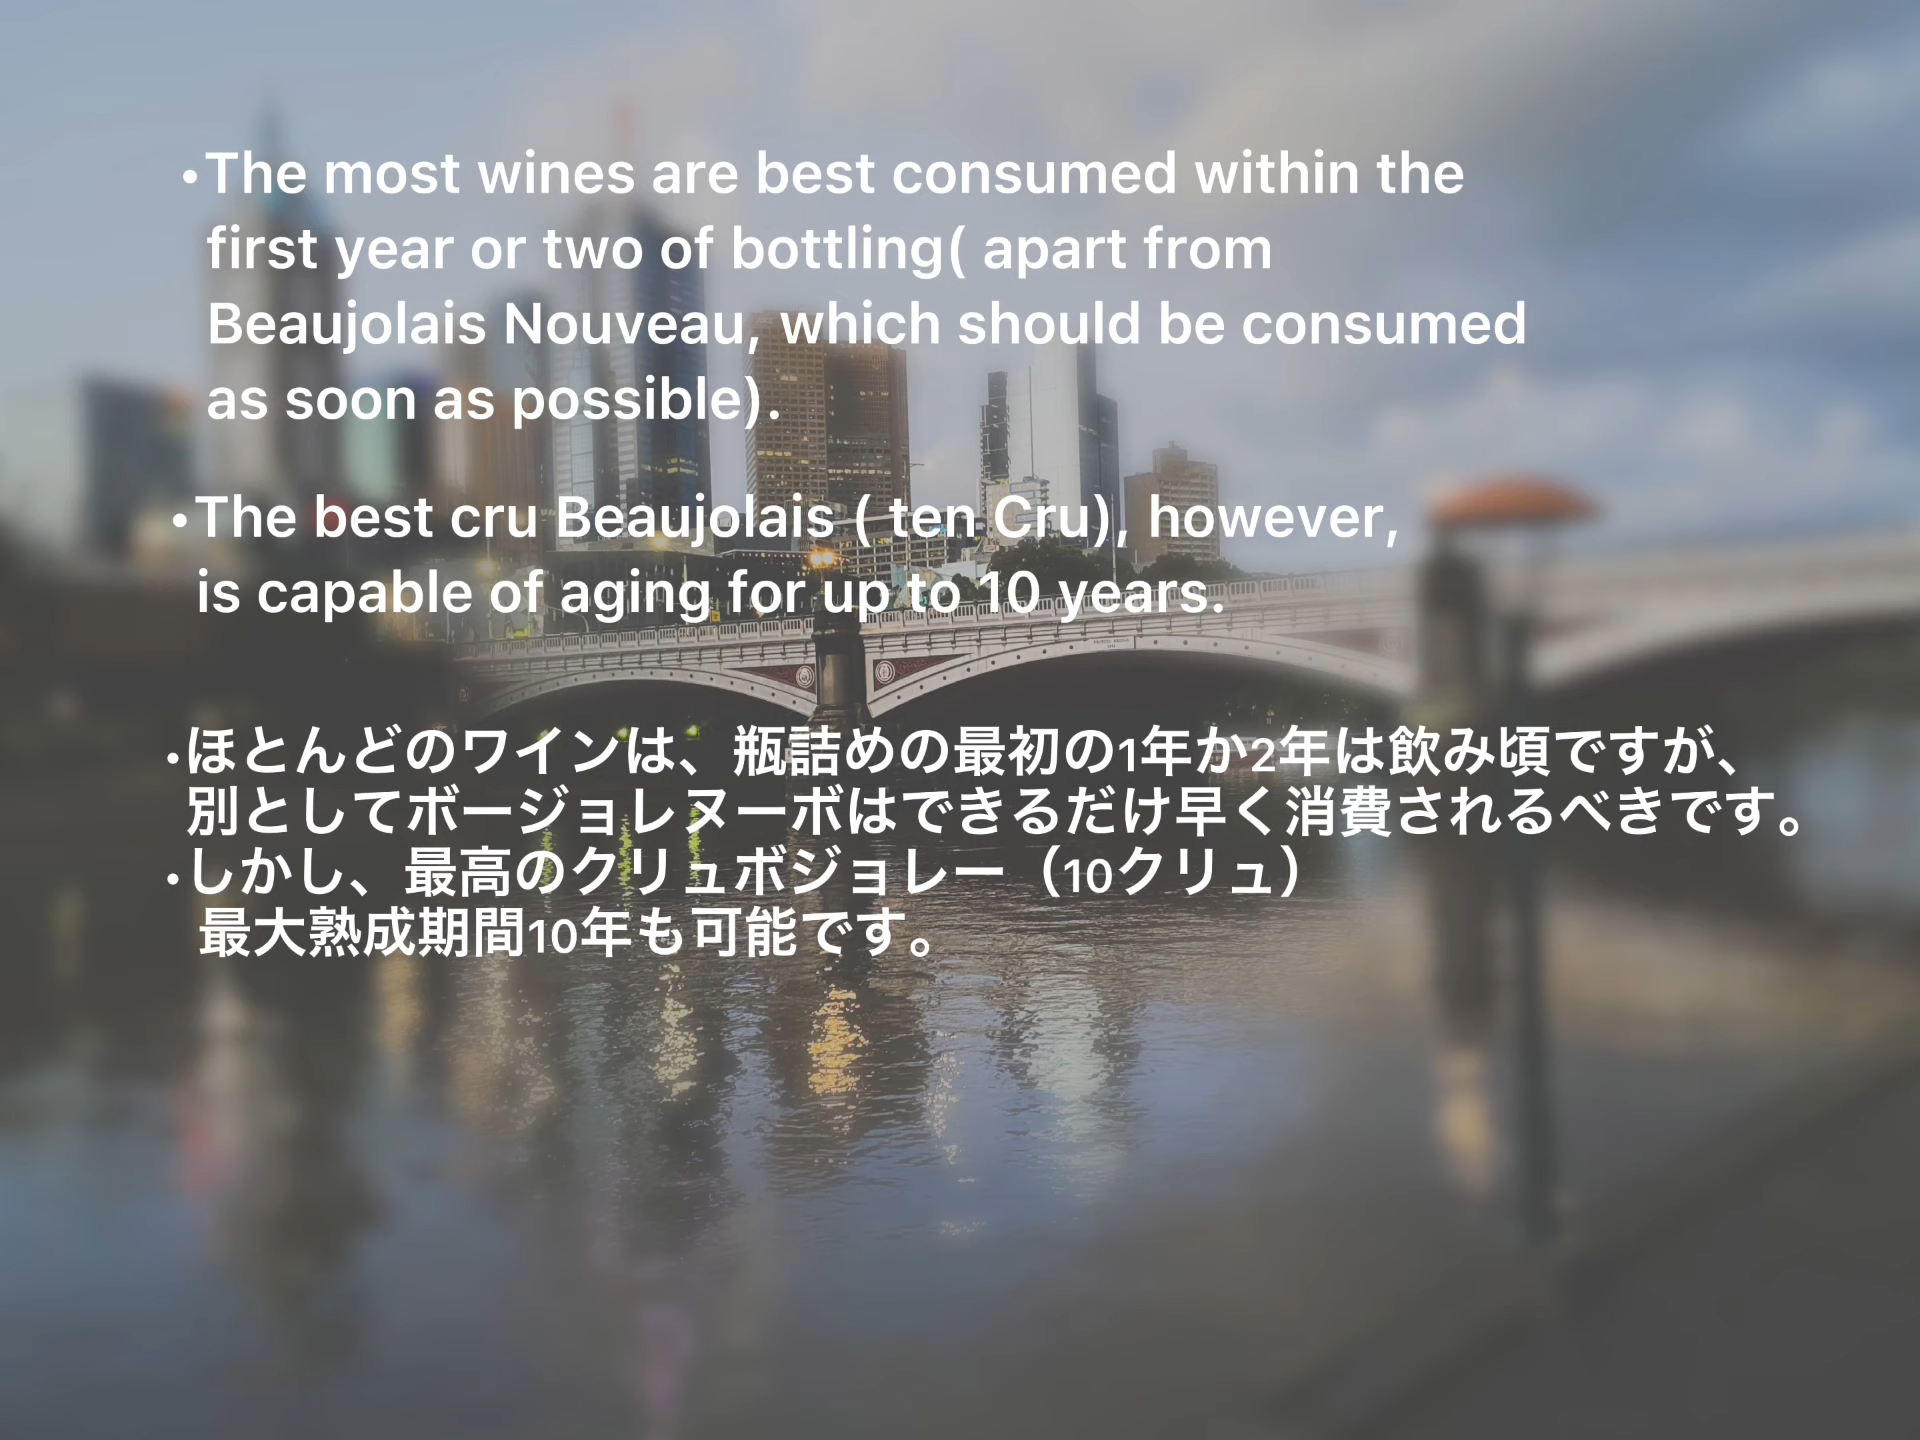 •The most wines are best consumed within the
first year or two of bottling( apart from
Beaujolais Nouveau, which should be consumed
as soon as possible).
•The best cru Beaujolais ( ten Cru), however,
is capable of aging for up to 10 years.
•ほとんどのワインは、瓶詰めの最初の1年か2年は飲み頃ですが、
別としてボージョレヌーボはできるだけ早く消費されるべきです。
•しかし、最高のクリュボジョレー（10クリュ）
最大熟成期間10年も可能です。